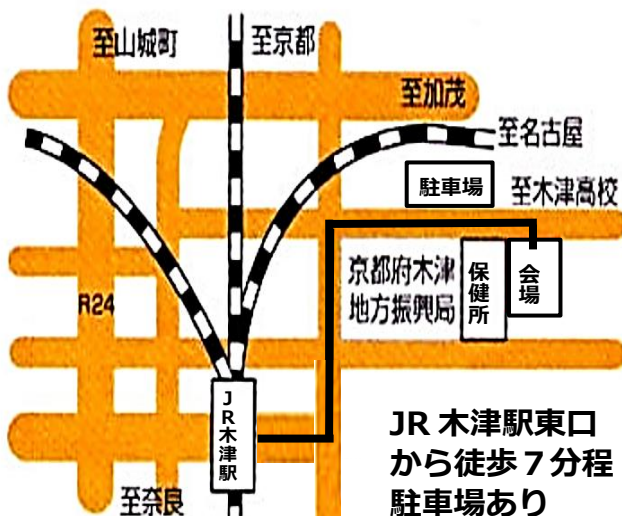 至山城町
至京都
至加茂
至名古屋
駐車場
至木津高校
京都府木津
地方振興局
保健所
会場
R24
JR木津駅
JR 木津駅東口
から徒歩７分程
駐車場あり
至奈良